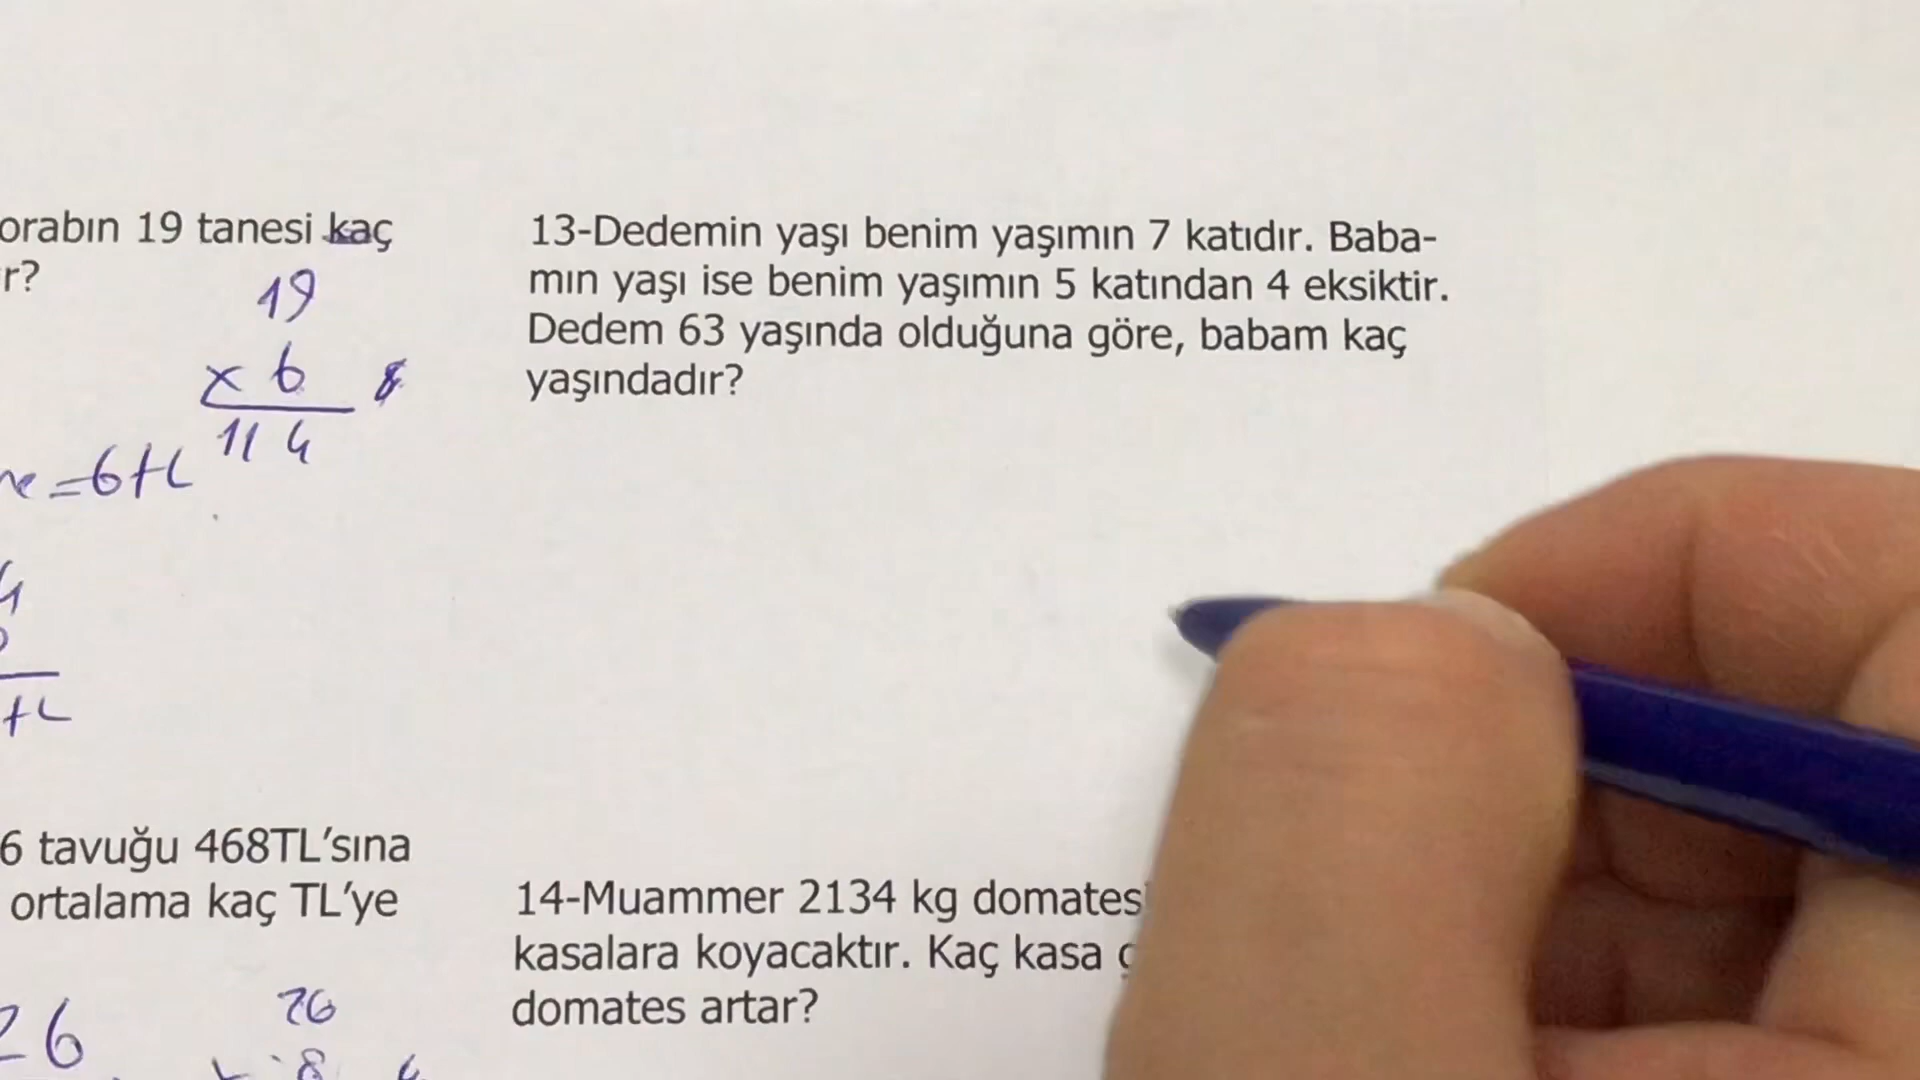 orabın 19 tanesi kaç
r?
19
x 6
114
=6tL
tL
6 tavuğu 468TL'sına
ortalama kaç TL'ye
26
26
8
13-Dedemin yaşı benim yaşımın 7 katıdır. Baba-
mın yaşı ise benim yaşımın 5 katından 4 eksiktir.
Dedem 63 yaşında olduğuna göre, babam kaç
yaşındadır?
14-Muammer 2134 kg domates
kasalara koyacaktır. Kaç kasa
domates artar?